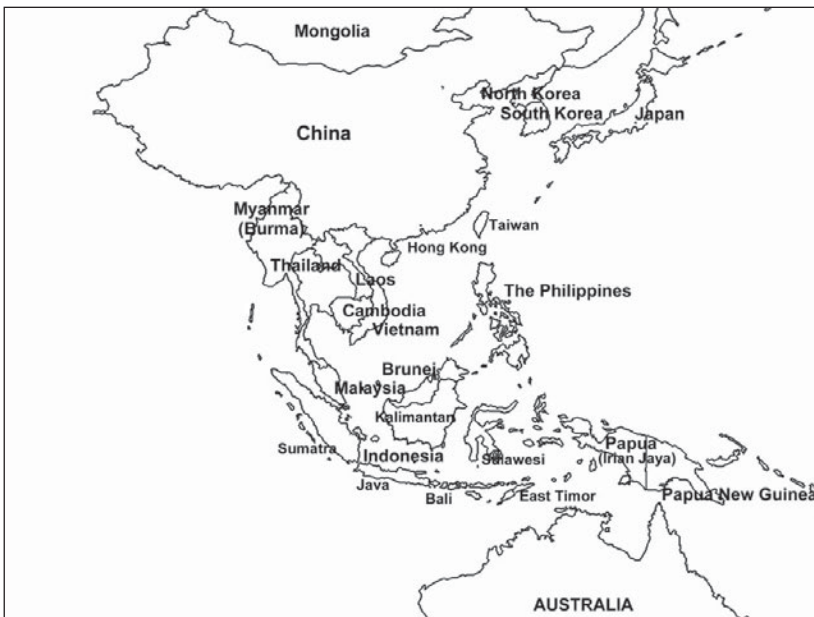 Mongolia
North Korea
South Korea
Japan
China
Myanmar
(Burma)
Taiwan
Hong Kong
Thailand
Laos
The Philippines
Cambodia
Vietnam
Brunei
Malaysia
Kalimantan
Papua
(Irian Jaya)
Sumatra
Indonesia
Sulawesi
Java
Bali
East Timor
Papua New Guinea
AUSTRALIA